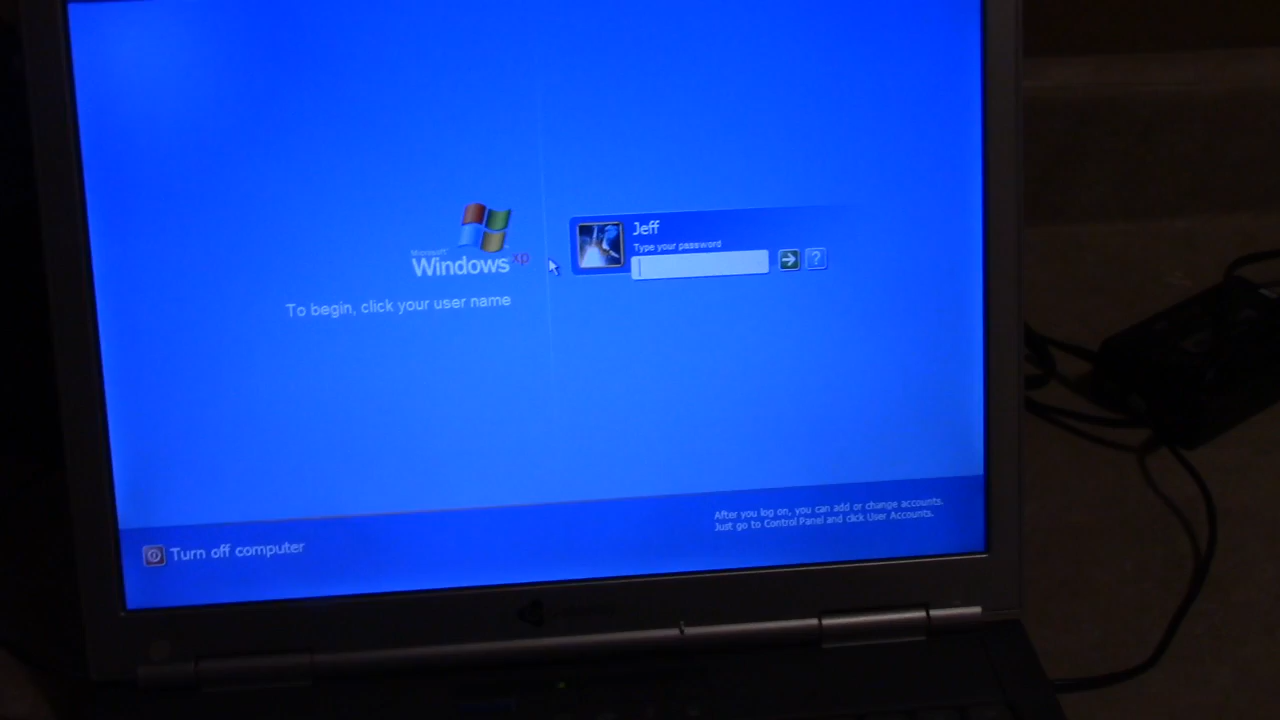 Jeff
Type your password
Microsoft
Windows xp
To begin, click your user name
After you log on, you can add or change accounts.
Just go to Control Panel and click User Accounts.
Turn off computer